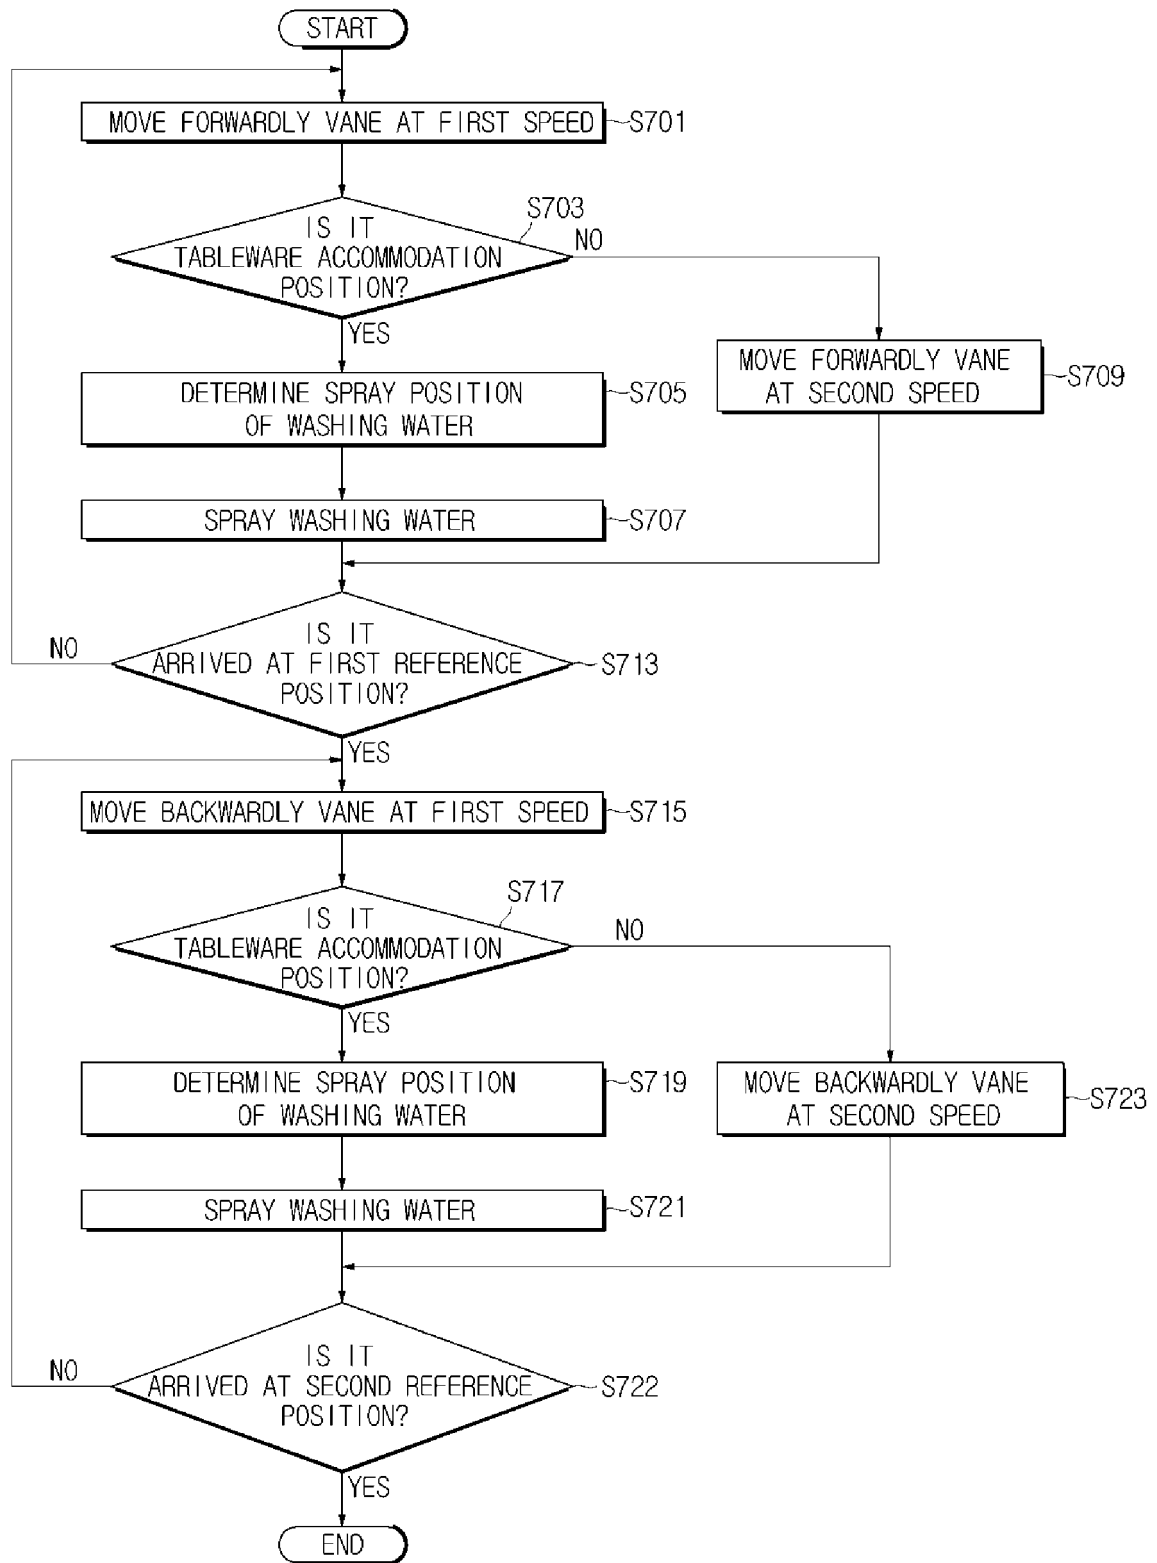 START
MOVE FORWARDLY VANE AT FIRST SPEED
S701
S703
IS IT
TABLEWARE ACCOMMODATION
POSITION?
NO
YES
MOVE FORWARDLY VANE
AT SECOND SPEED
S709
DETERMINE SPRAY POSITION
OF WASHING WATER
S705
SPRAY WASHING WATER
S707
IS IT
ARRIVED AT FIRST REFERENCE
POSITION?
NO
S713
YES
MOVE BACKWARDLY VANE AT FIRST SPEED
S715
S717
IS IT
TABLEWARE ACCOMMODATION
POSITION?
NO
YES
DETERMINE SPRAY POSITION
OF WASHING WATER
S719
MOVE BACKWARDLY VANE
AT SECOND SPEED
S723
SPRAY WASHING WATER
S721
IS IT
ARRIVED AT SECOND REFERENCE
POSITION?
NO
S722
YES
END